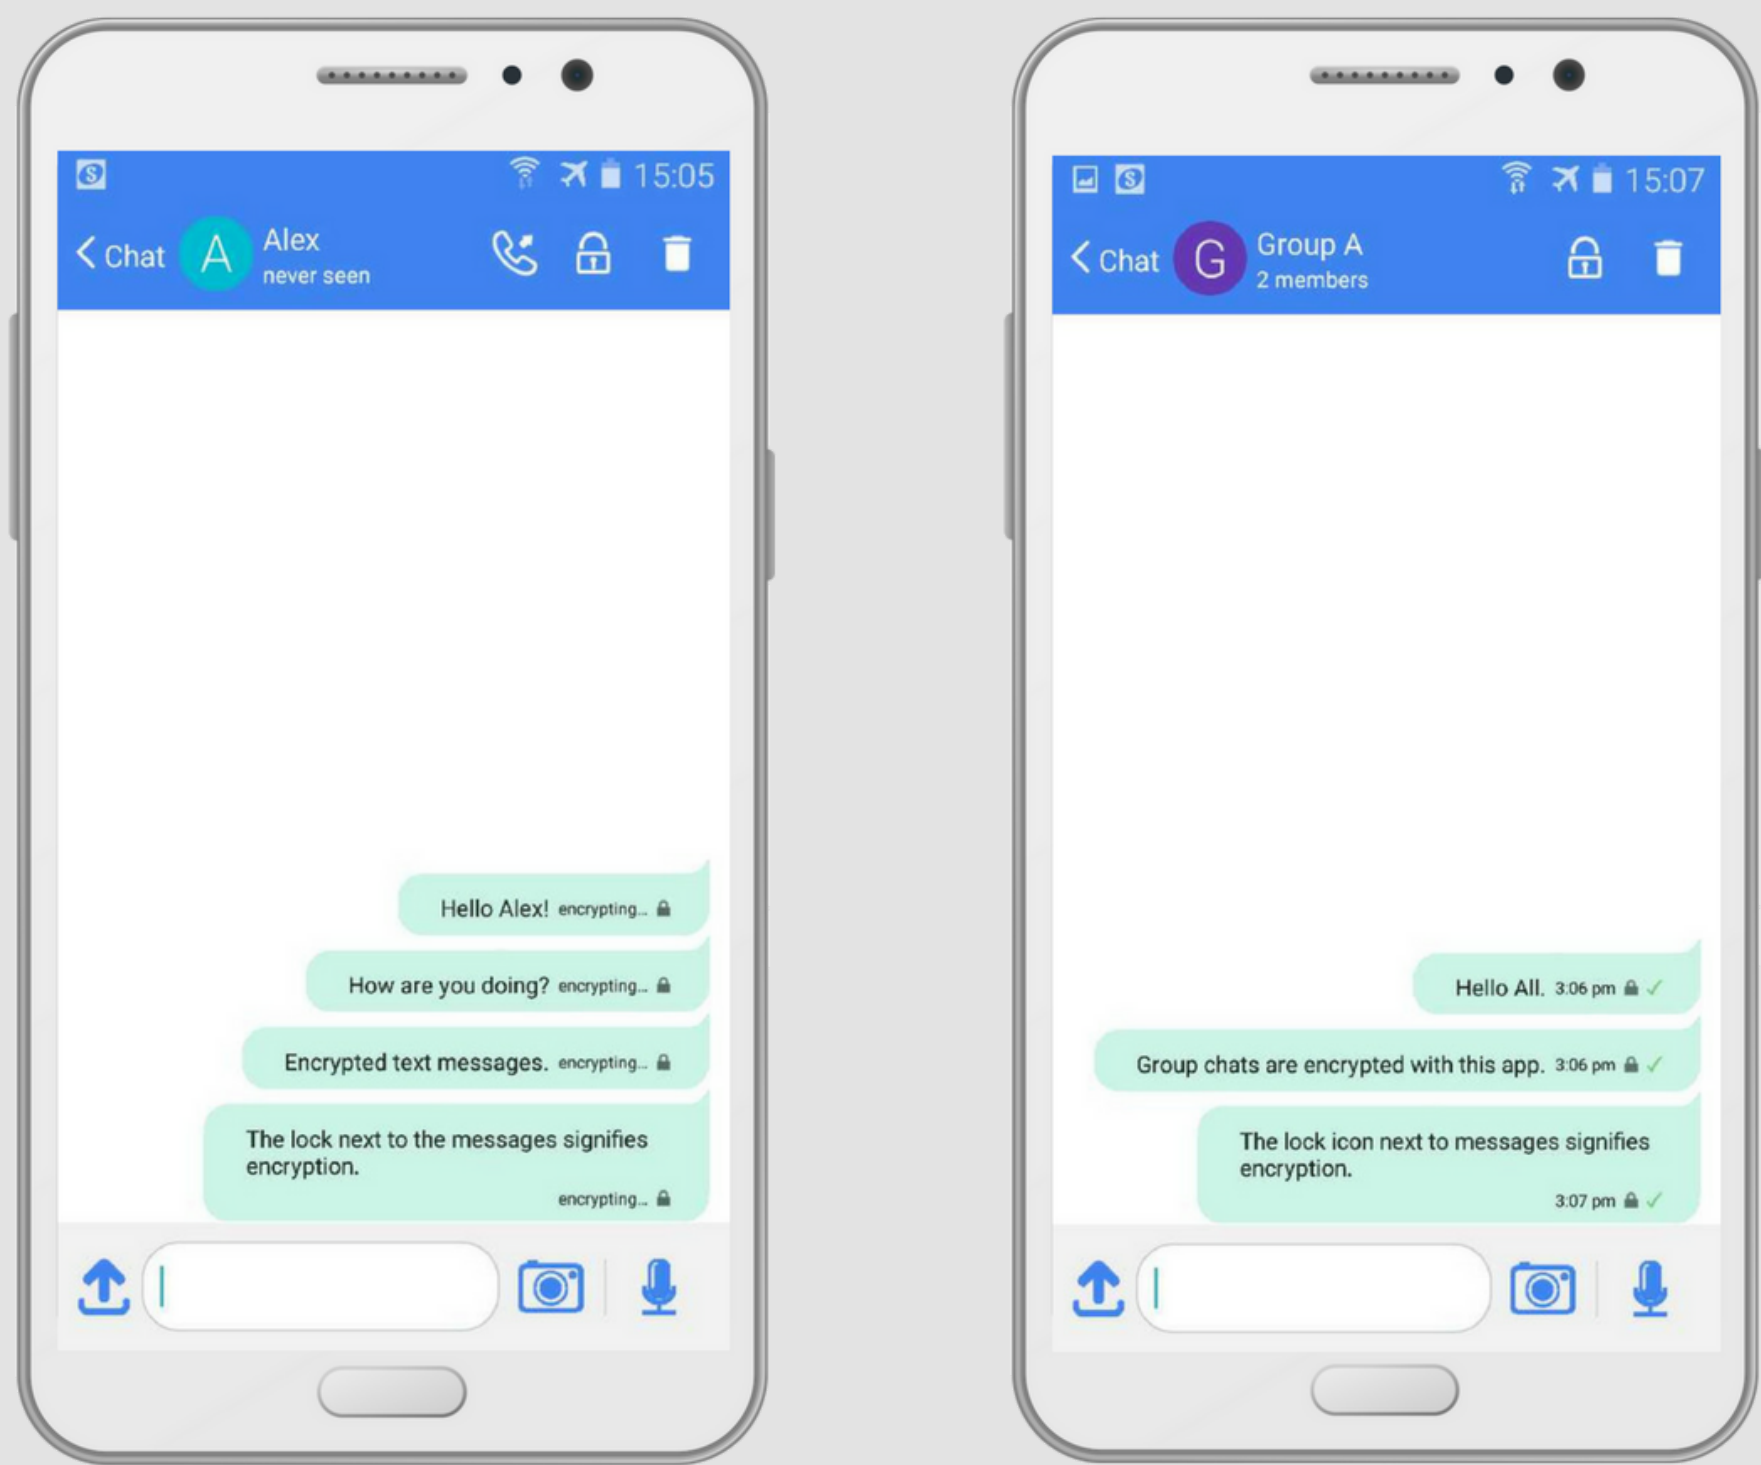 S 15:05
Chat A Alex
never seen
Hello Alex! encrypting...
How are you doing? encrypting...
Encrypted text messages. encrypting...
The lock next to the messages signifies
encryption.
encrypting...
S 15:07
Chat G Group A
2 members
Hello All. 3:06 pm
Group chats are encrypted with this app. 3:06 pm
The lock icon next to messages signifies
encryption.
3:07 pm